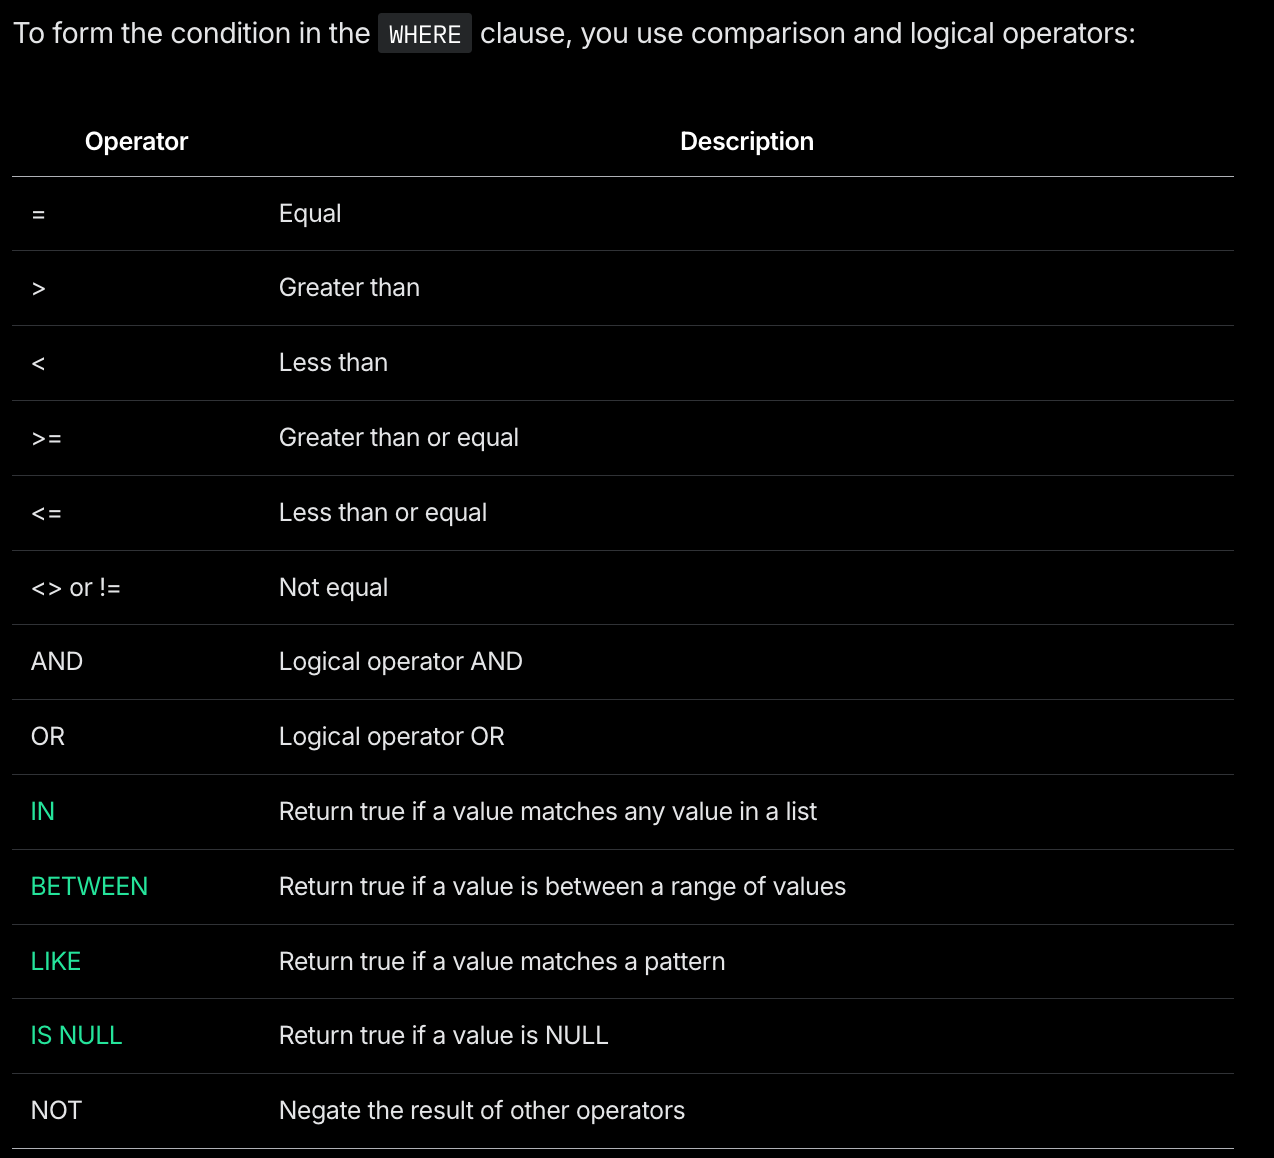 To form the condition in the WHERE clause, you use comparison and logical operators:
Operator Description
= Equal
> Greater than
< Less than
>= Greater than or equal
<= Less than or equal
<> or != Not equal
AND Logical operator AND
OR Logical operator OR
IN Return true if a value matches any value in a list
BETWEEN Return true if a value is between a range of values
LIKE Return true if a value matches a pattern
IS NULL Return true if a value is NULL
NOT Negate the result of other operators